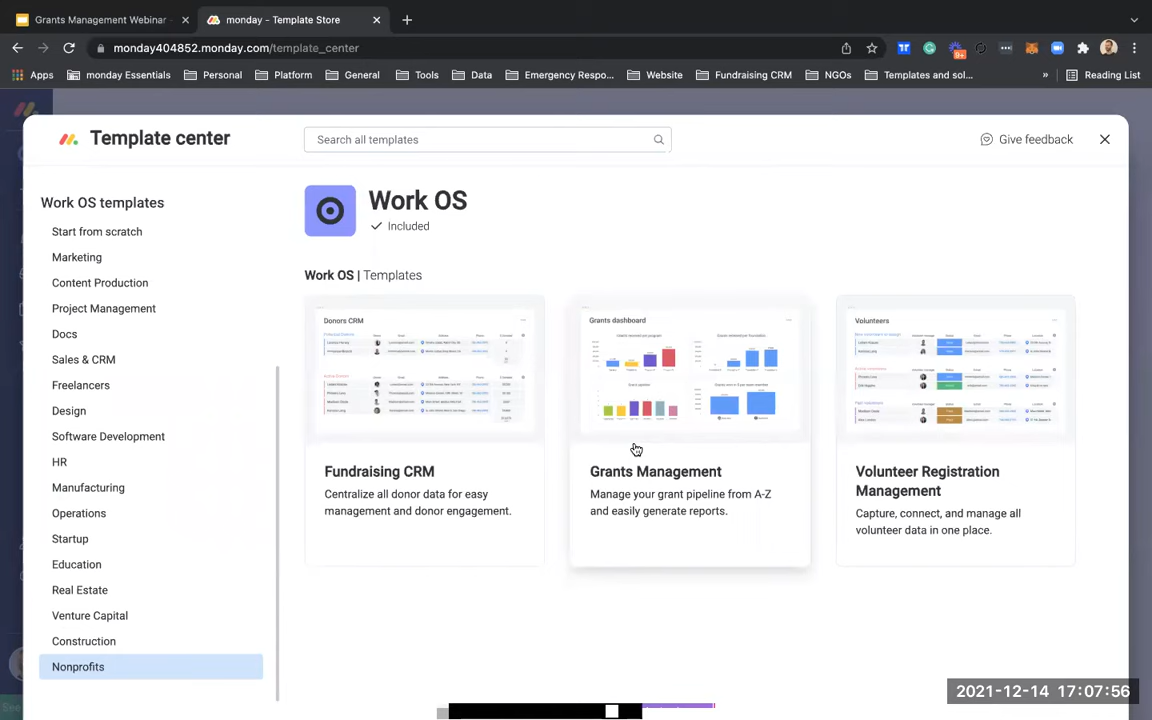 Grants Management Webinar
monday - Template Store
monday404852.monday.com/template_center
Apps
monday Essentials
Personal
Platform
General
Tools
Data
Emergency Respo...
Website
Fundraising CRM
NGOs
Templates and sol...
»
Reading List
Template center
Search all templates
Give feedback
Work OS templates
Start from scratch
Marketing
Content Production
Project Management
Docs
Sales & CRM
Freelancers
Design
Software Development
HR
Manufacturing
Operations
Startup
Education
Real Estate
Venture Capital
Construction
Nonprofits
Work OS
Included
Work OS | Templates
Donors CRM
Fundraising CRM
Centralize all donor data for easy
management and donor engagement.
Grants dashboard
Grants Management
Manage your grant pipeline from A-Z
and easily generate reports.
Volunteers
Volunteer Registration
Management
Capture, connect, and manage all
volunteer data in one place.
See
2021-12-14 17:07:56